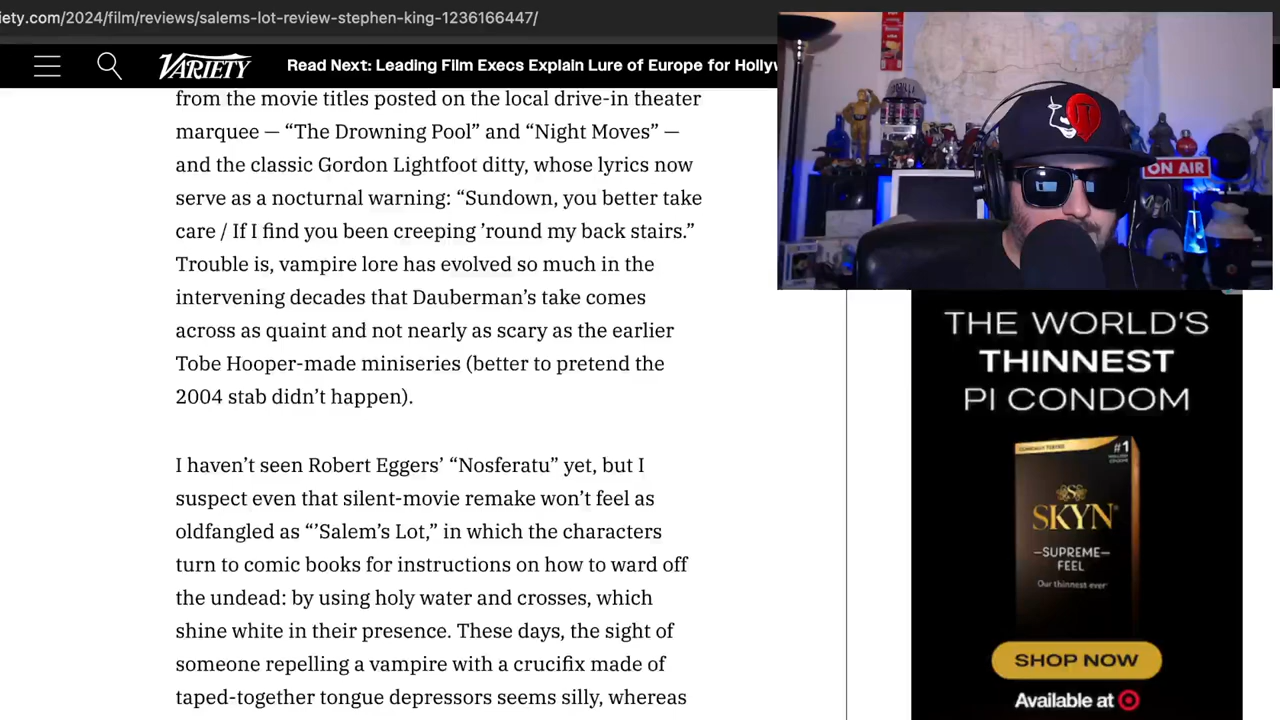 iety.com/2024/film/reviews/salems-lot-review-stephen-king-1236166447/
VARIETY
Read Next: Leading Film Execs Explain Lure of Europe for Hollyw
from the movie titles posted on the local drive-in theater
marquee — “The Drowning Pool” and “Night Moves” —
and the classic Gordon Lightfoot ditty, whose lyrics now
serve as a nocturnal warning: “Sundown, you better take
care / If I find you been creeping ’round my back stairs.”
Trouble is, vampire lore has evolved so much in the
intervening decades that Dauberman’s take comes
across as quaint and not nearly as scary as the earlier
Tobe Hooper-made miniseries (better to pretend the
2004 stab didn’t happen).
I haven’t seen Robert Eggers’ “Nosferatu” yet, but I
suspect even that silent-movie remake won’t feel as
oldfangled as “’Salem’s Lot,” in which the characters
turn to comic books for instructions on how to ward off
the undead: by using holy water and crosses, which
shine white in their presence. These days, the sight of
someone repelling a vampire with a crucifix made of
taped-together tongue depressors seems silly, whereas
ON AIR
THE WORLD'S
THINNEST
PI CONDOM
#1
SKYN
SUPREME
FEEL
Our thinnest ever
SHOP NOW
Available at